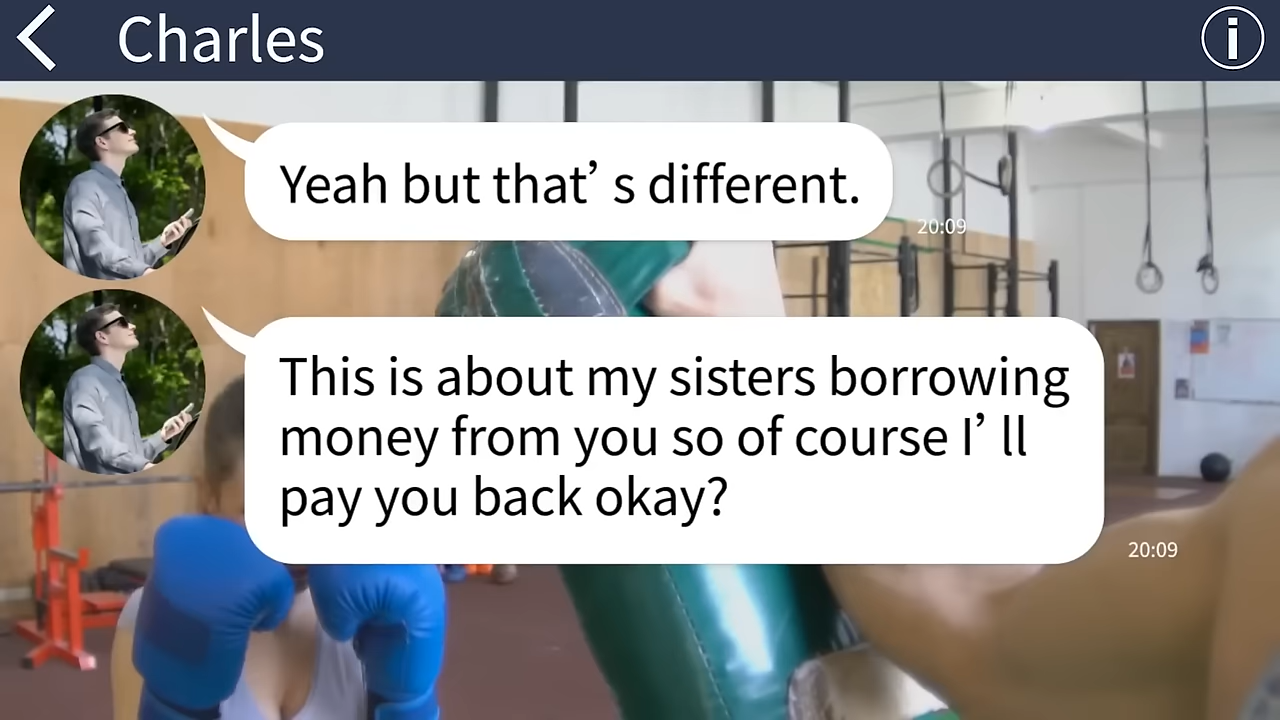 Charles
Yeah but that’s different.
20:09
This is about my sisters borrowing
money from you so of course I’ll
pay you back okay?
20:09